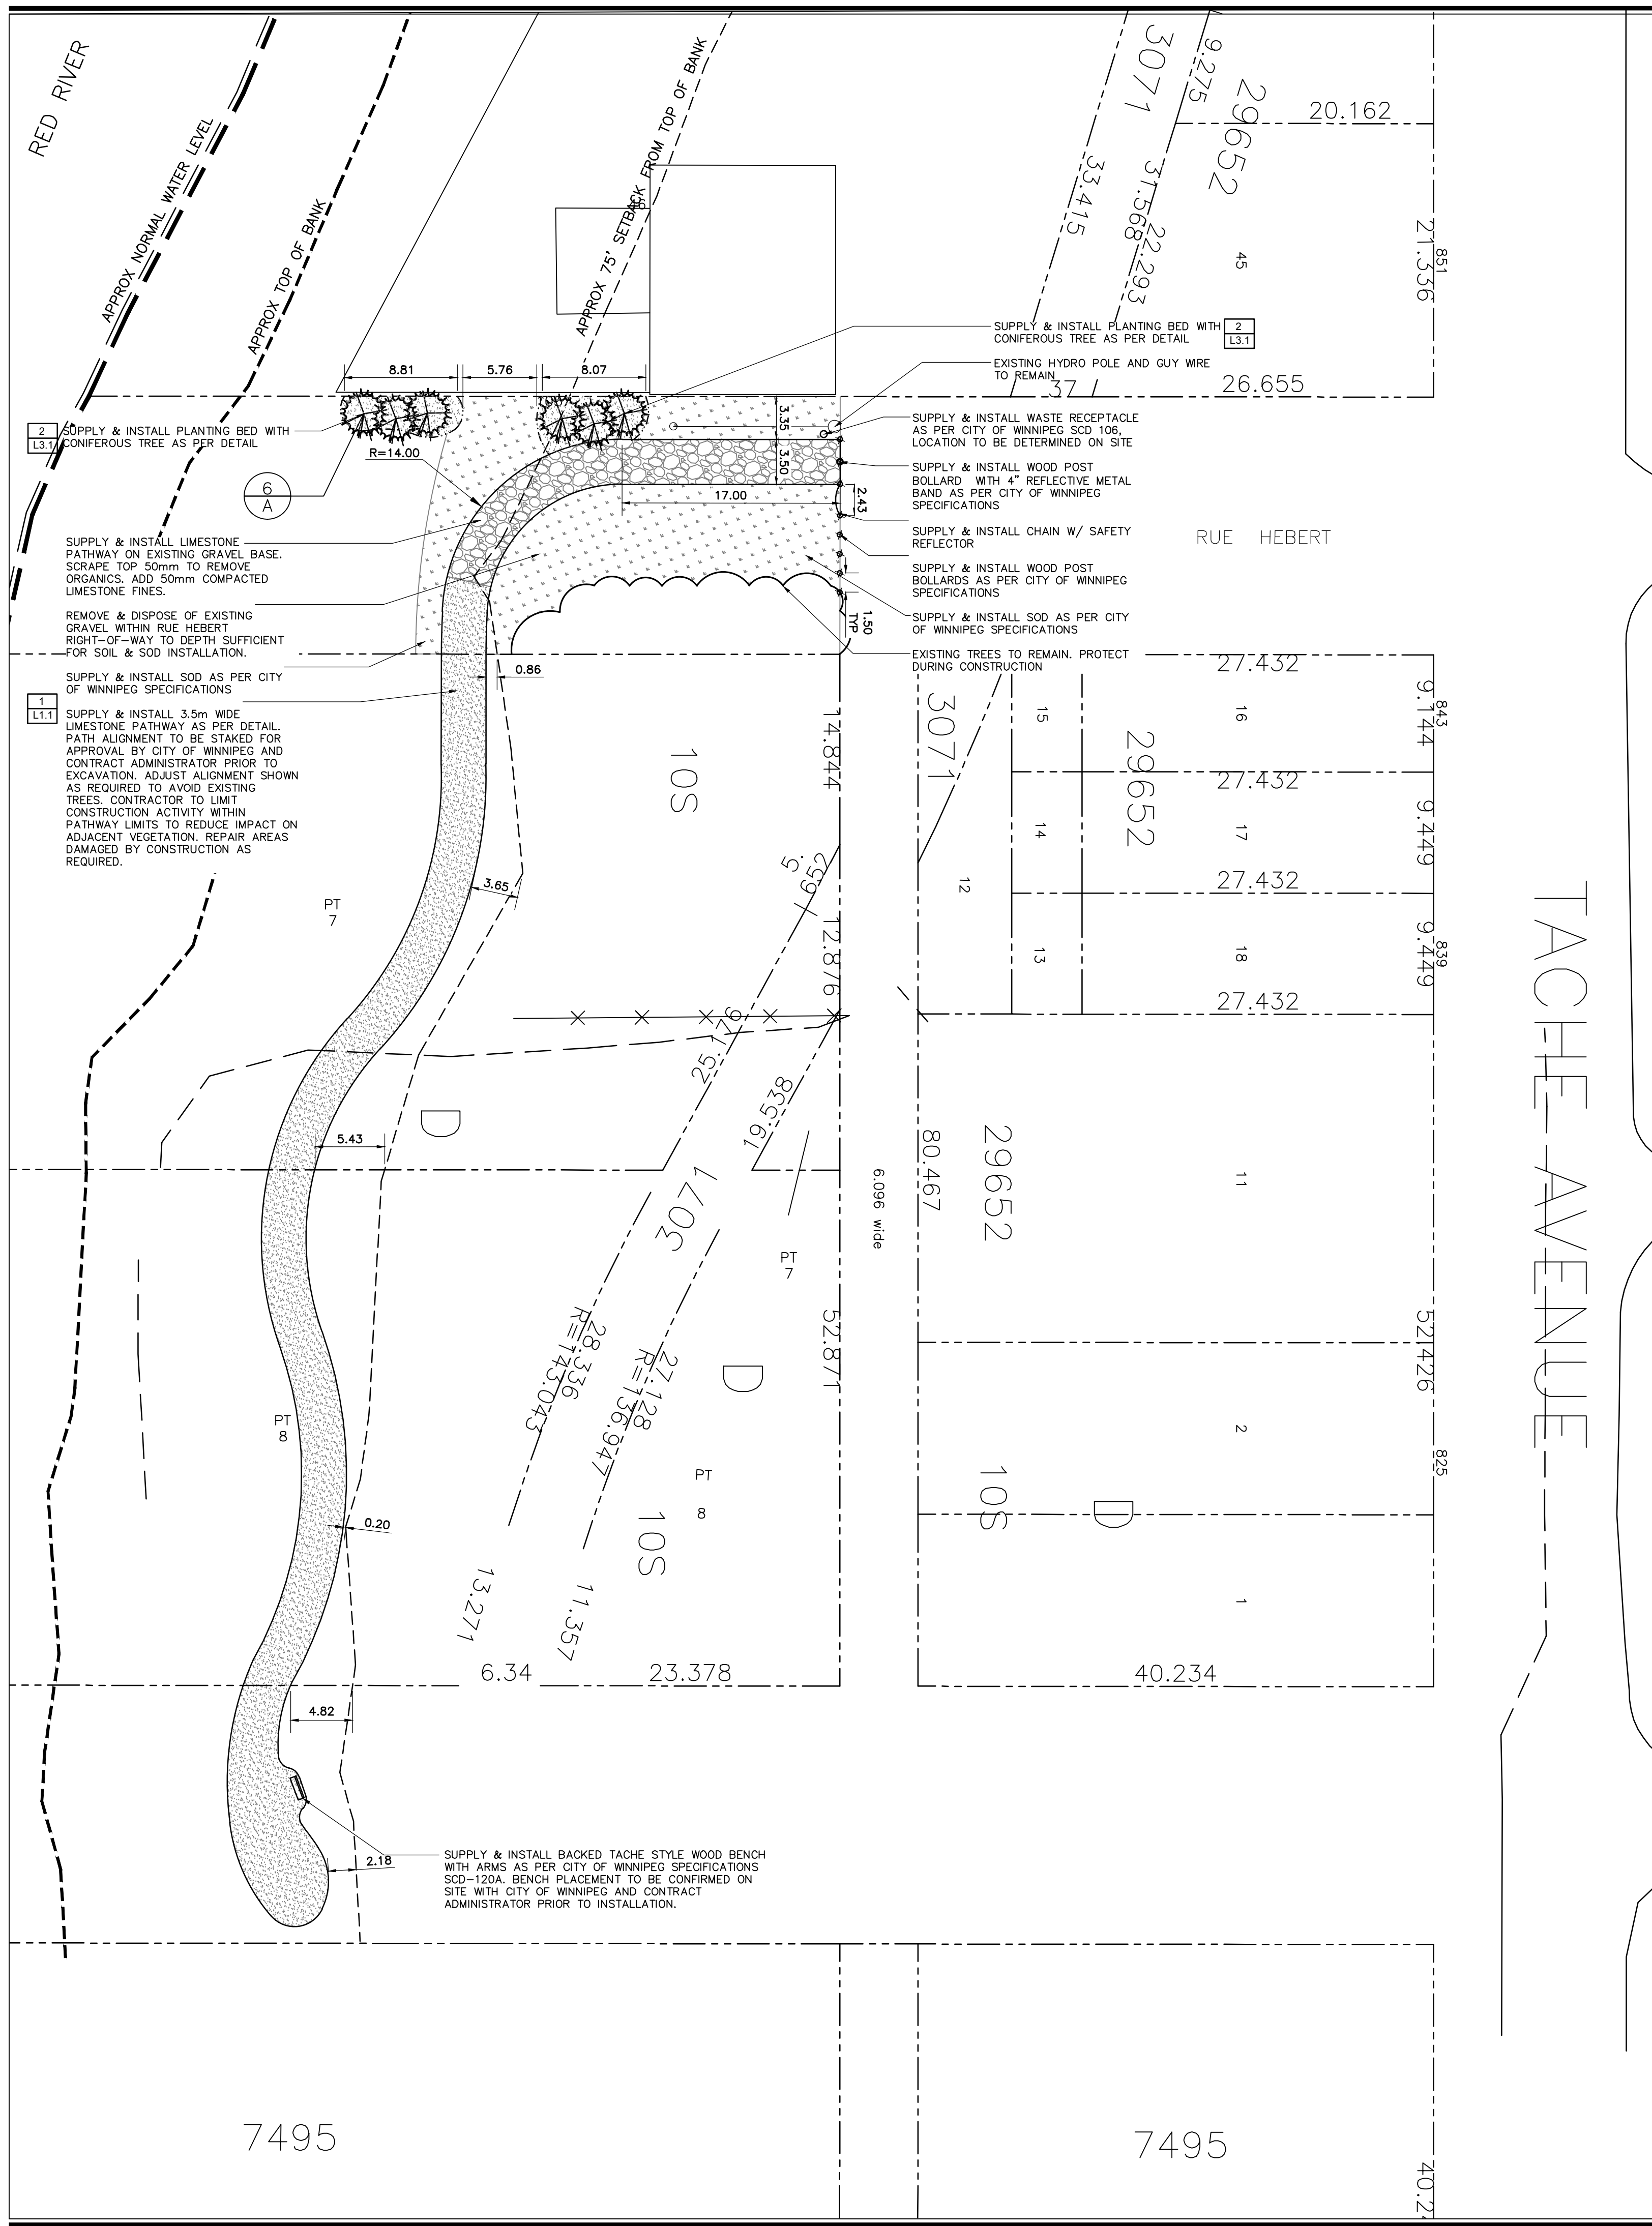 RED RIVER
APPROX NORMAL WATER LEVEL
APPROX TOP OF BANK
APPROX 75' SETBACK FROM TOP OF BANK
3071
9.275
29652
20.162
33.415
31.568
22.293
45
851
21.336
SUPPLY & INSTALL PLANTING BED WITH
CONIFEROUS TREE AS PER DETAIL
2
L3.1
EXISTING HYDRO POLE AND GUY WIRE
TO REMAIN
37
26.655
8.81
5.76
8.07
2
L3.1
SUPPLY & INSTALL PLANTING BED WITH
CONIFEROUS TREE AS PER DETAIL
R=14.00
6
A
3.35
3.50
17.00
2.43
SUPPLY & INSTALL WASTE RECEPTACLE
AS PER CITY OF WINNIPEG SCD 106,
LOCATION TO BE DETERMINED ON SITE
SUPPLY & INSTALL WOOD POST
BOLLARD WITH 4" REFLECTIVE METAL
BAND AS PER CITY OF WINNIPEG
SPECIFICATIONS
SUPPLY & INSTALL CHAIN W/ SAFETY
REFLECTOR
RUE HEBERT
SUPPLY & INSTALL WOOD POST
BOLLARDS AS PER CITY OF WINNIPEG
SPECIFICATIONS
1.50
TYP
SUPPLY & INSTALL SOD AS PER CITY
OF WINNIPEG SPECIFICATIONS
EXISTING TREES TO REMAIN. PROTECT
DURING CONSTRUCTION
SUPPLY & INSTALL LIMESTONE
PATHWAY ON EXISTING GRAVEL BASE.
SCRAPE TOP 50mm TO REMOVE
ORGANICS. ADD 50mm COMPACTED
LIMESTONE FINES.
REMOVE & DISPOSE OF EXISTING
GRAVEL WITHIN RUE HEBERT
RIGHT-OF-WAY TO DEPTH SUFFICIENT
FOR SOIL & SOD INSTALLATION.
SUPPLY & INSTALL SOD AS PER CITY
OF WINNIPEG SPECIFICATIONS
1
L1.1
SUPPLY & INSTALL 3.5m WIDE
LIMESTONE PATHWAY AS PER DETAIL.
PATH ALIGNMENT TO BE STAKED FOR
APPROVAL BY CITY OF WINNIPEG AND
CONTRACT ADMINISTRATOR PRIOR TO
EXCAVATION. ADJUST ALIGNMENT SHOWN
AS REQUIRED TO AVOID EXISTING
TREES. CONTRACTOR TO LIMIT
CONSTRUCTION ACTIVITY WITHIN
PATHWAY LIMITS TO REDUCE IMPACT ON
ADJACENT VEGETATION. REPAIR AREAS
DAMAGED BY CONSTRUCTION AS
REQUIRED.
0.86
27.432
10S
14.844
3071
15
29652
16
843
9.144
27.432
14
17
9.449
27.432
3.65
5.652
12
PT
7
12.876
13
18
839
9.449
27.432
TACHE AVENUE
25.176
19.538
D
5.43
3071
80.467
29652
11
6.096 wide
PT
7
28.336
R=143.043
27.128
R=136.947
D
52.871
52.426
PT
8
2
825
PT
8
10S
10S
D
0.20
13.271
11.357
1
6.34
23.378
40.234
4.82
2.18
SUPPLY & INSTALL BACKED TACHE STYLE WOOD BENCH
WITH ARMS AS PER CITY OF WINNIPEG SPECIFICATIONS
SCD-120A. BENCH PLACEMENT TO BE CONFIRMED ON
SITE WITH CITY OF WINNIPEG AND CONTRACT
ADMINISTRATOR PRIOR TO INSTALLATION.
7495
7495